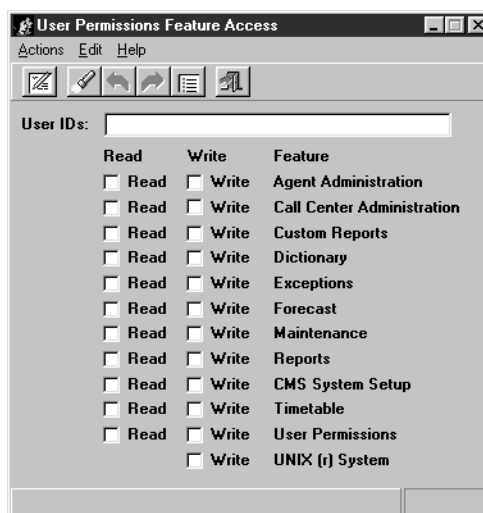 User Permissions Feature Access
Actions Edit Help
User IDs:
Read Write Feature
Read Write Agent Administration
Read Write Call Center Administration
Read Write Custom Reports
Read Write Dictionary
Read Write Exceptions
Read Write Forecast
Read Write Maintenance
Read Write Reports
Read Write CMS System Setup
Read Write Timetable
Read Write User Permissions
Write UNIX (r) System